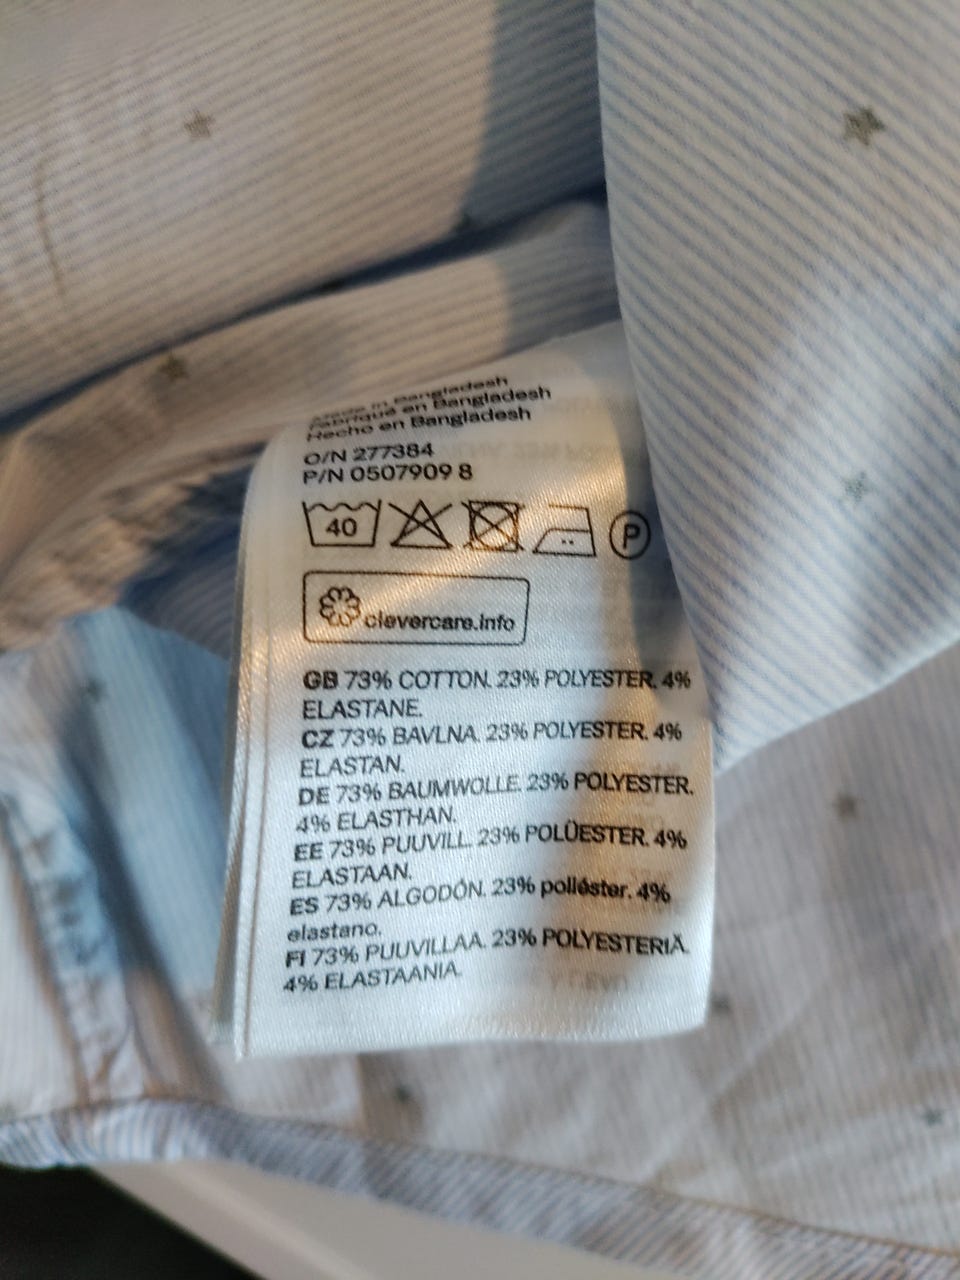 Made in Bangladesh
Fabriqué en Bangladesh
Hecho en Bangladesh
O/N 277384
P/N 0507909 8
40
P
clevercare.info
GB 73% COTTON. 23% POLYESTER. 4%
ELASTANE.
CZ 73% BAVLNA. 23% POLYESTER. 4%
ELASTAN.
DE 73% BAUMWOLLE. 23% POLYESTER.
4% ELASTHAN.
EE 73% PUUVILL. 23% POLÜESTER. 4%
ELASTAAN.
ES 73% ALGODÓN. 23% poliéster. 4%
elastano.
FI 73% PUUVILLAA. 23% POLYESTERIÄ.
4% ELASTAANIA.